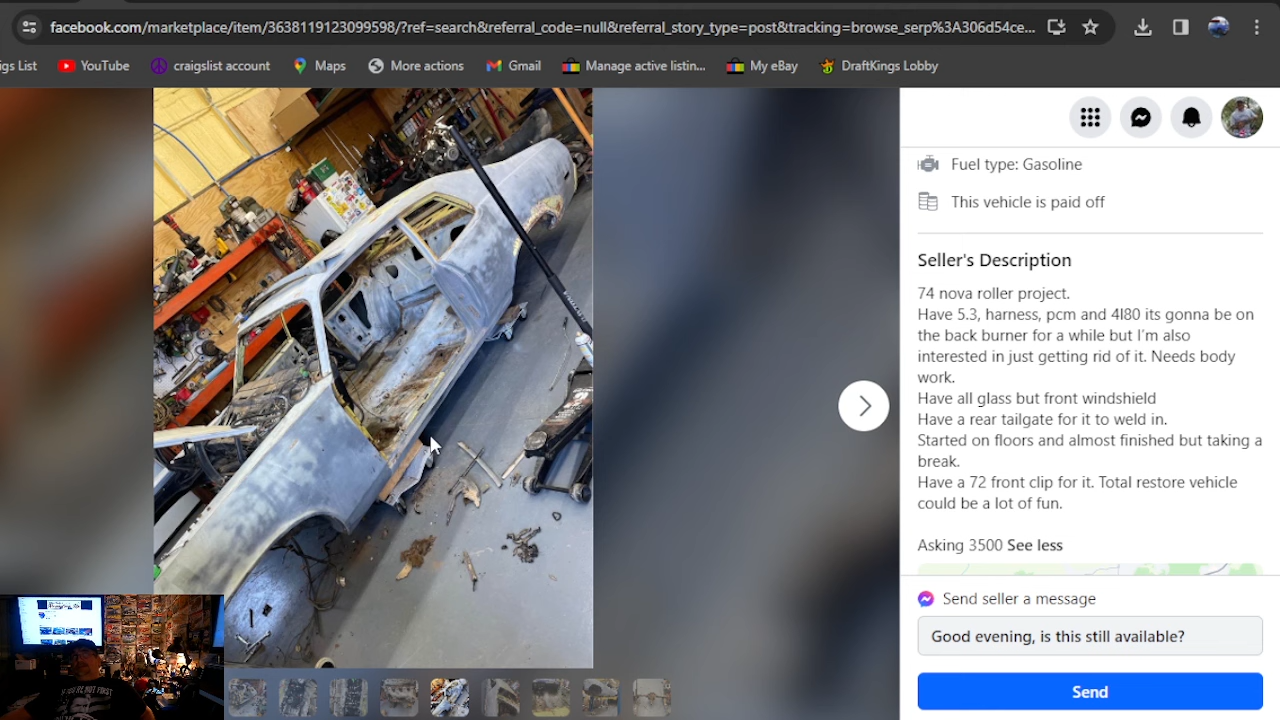 facebook.com/marketplace/item/3638119123099598/?ref=search&referral_code=null&referral_story_type=post&tracking=browse_serp%3A306d54ce...
igs List
YouTube
craigslist account
Maps
More actions
Gmail
Manage active listin...
My eBay
DraftKings Lobby
Fuel type: Gasoline
This vehicle is paid off
Seller's Description
74 nova roller project.
Have 5.3, harness, pcm and 4l80 its gonna be on
the back burner for a while but I'm also
interested in just getting rid of it. Needs body
work.
Have all glass but front windshield
Have a rear tailgate for it to weld in.
Started on floors and almost finished but taking a
break.
Have a 72 front clip for it. Total restore vehicle
could be a lot of fun.
Asking 3500 See less
Send seller a message
Good evening, is this still available?
Send
IF YOU'RE NOT FIRST